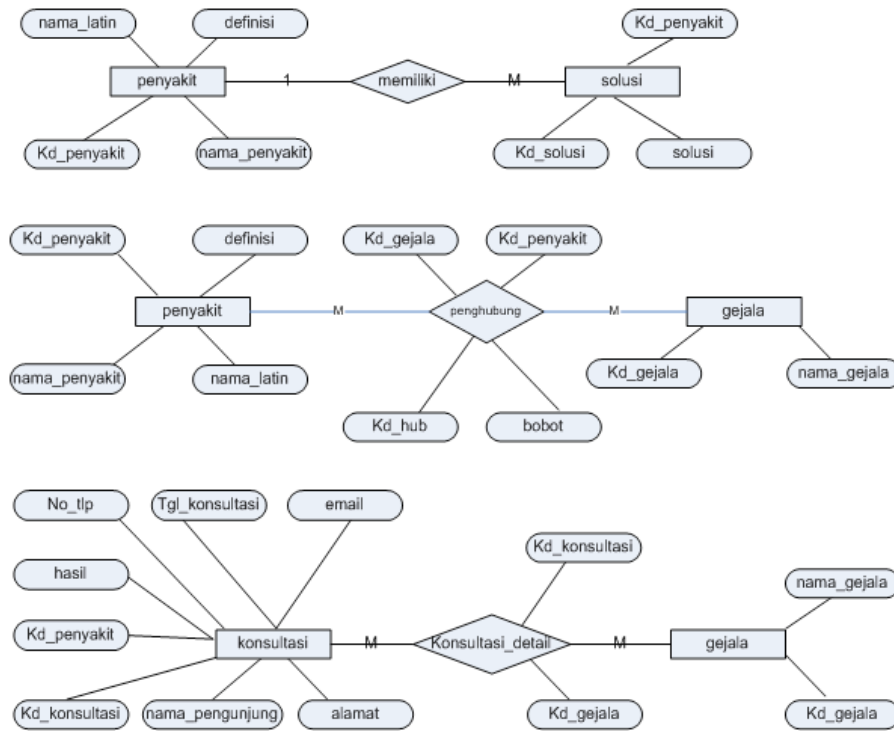 nama_latin
definisi
Kd_penyakit
penyakit
1
memiliki
M
solusi
Kd_penyakit
nama_penyakit
Kd_solusi
solusi
Kd_penyakit
definisi
Kd_gejala
Kd_penyakit
penyakit
M
penghubung
M
gejala
nama_penyakit
nama_latin
Kd_gejala
nama_gejala
Kd_hub
bobot
No_tlp
Tgl_konsultasi
email
Kd_konsultasi
hasil
nama_gejala
Kd_penyakit
konsultasi
M
Konsultasi_detail
M
gejala
Kd_konsultasi
nama_pengunjung
alamat
Kd_gejala
Kd_gejala